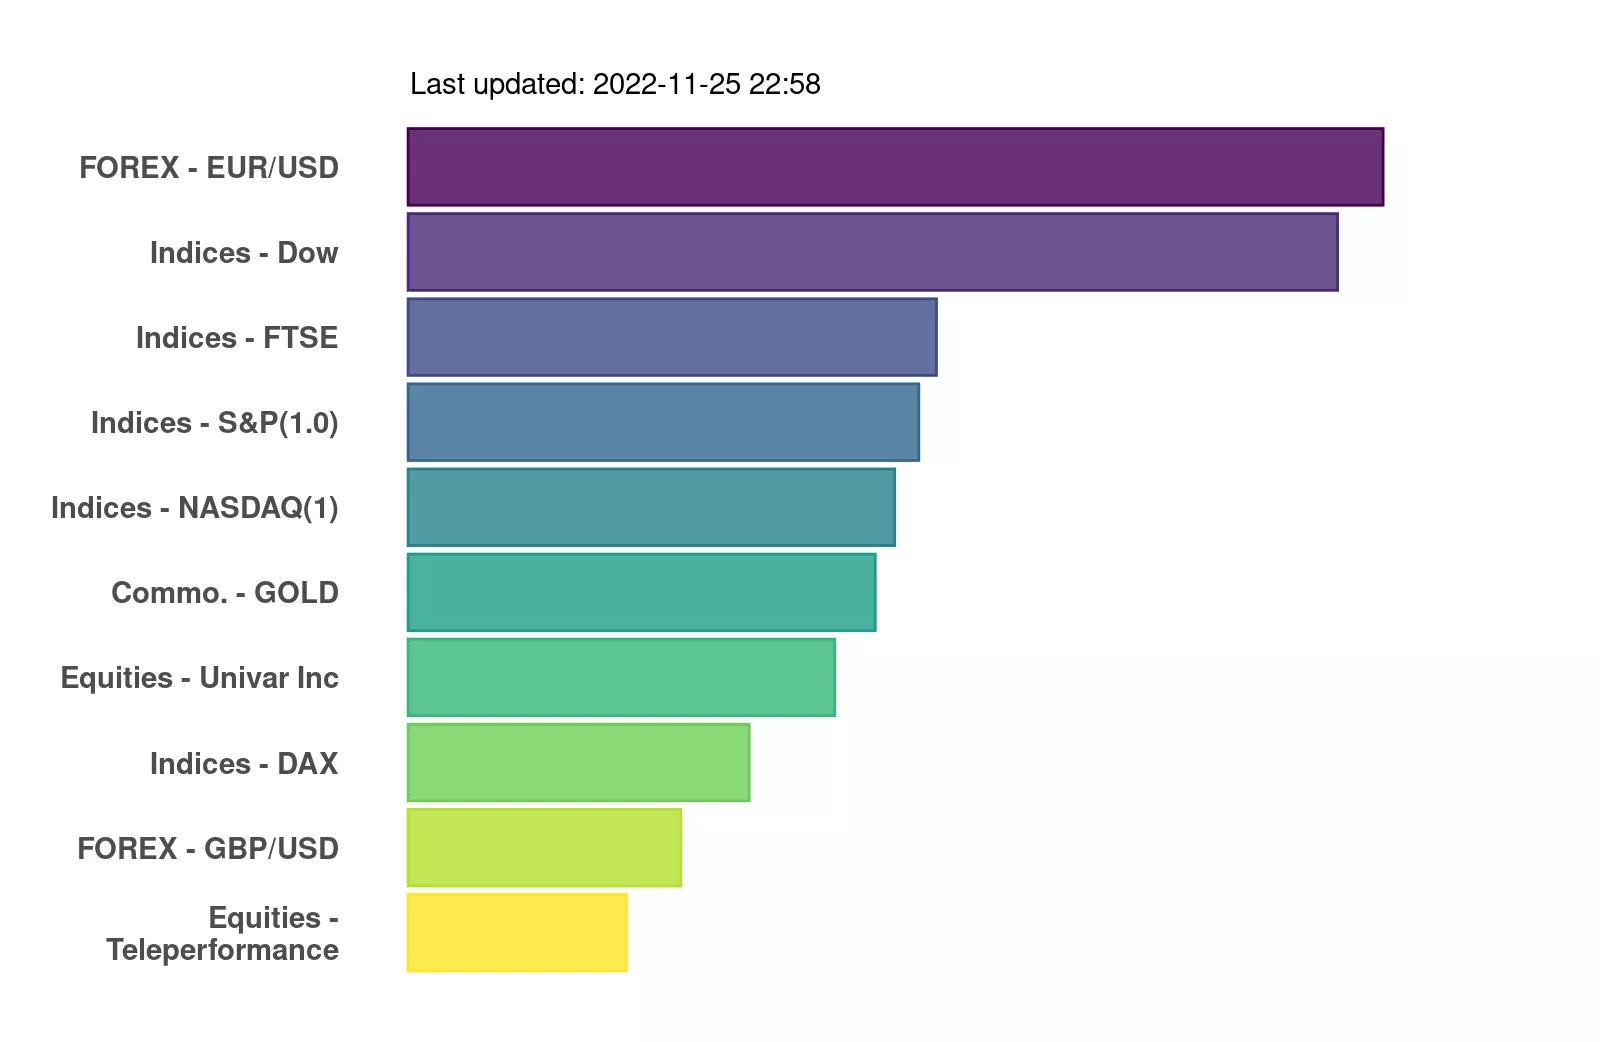 Last updated: 2022-11-25 22:58
FOREX - EUR/USD
Indices - Dow
Indices - FTSE
Indices - S&P(1.0)
Indices - NASDAQ(1)
Commo. - GOLD
Equities - Univar Inc
Indices - DAX
FOREX - GBP/USD
Equities -
Teleperformance